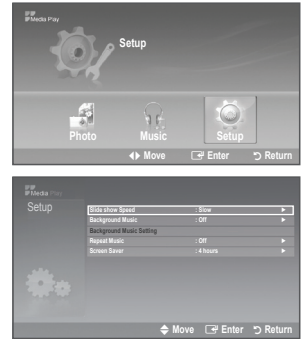 Media Play
Setup
Photo Music Setup
Move Enter Return
Media Play
Setup
Slide show Speed : Slow
Background Music : Off
Background Music Setting
Repeat Music : Off
Screen Saver : 4 hours
Move Enter Return